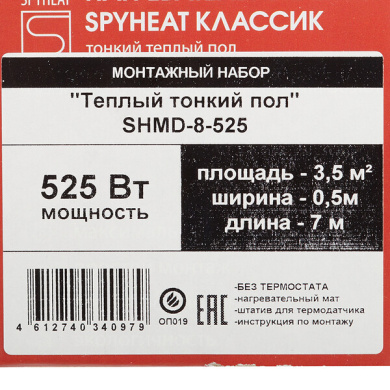 SPYHEAT
SPYHEAT КЛАССИК
ТОНКИЙ ТЕПЛЫЙ ПОЛ
МОНТАЖНЫЙ НАБОР
"Теплый тонкий пол"
SHMD-8-525
525 Вт
МОЩНОСТЬ
площадь - 3,5 м²
ширина - 0,5м
длина - 7 м
4 612740 340979
ОП019
EAC
-БЕЗ ТЕРМОСТАТА
-нагревательный мат
-штатив для термодатчика
-инструкция по монтажу